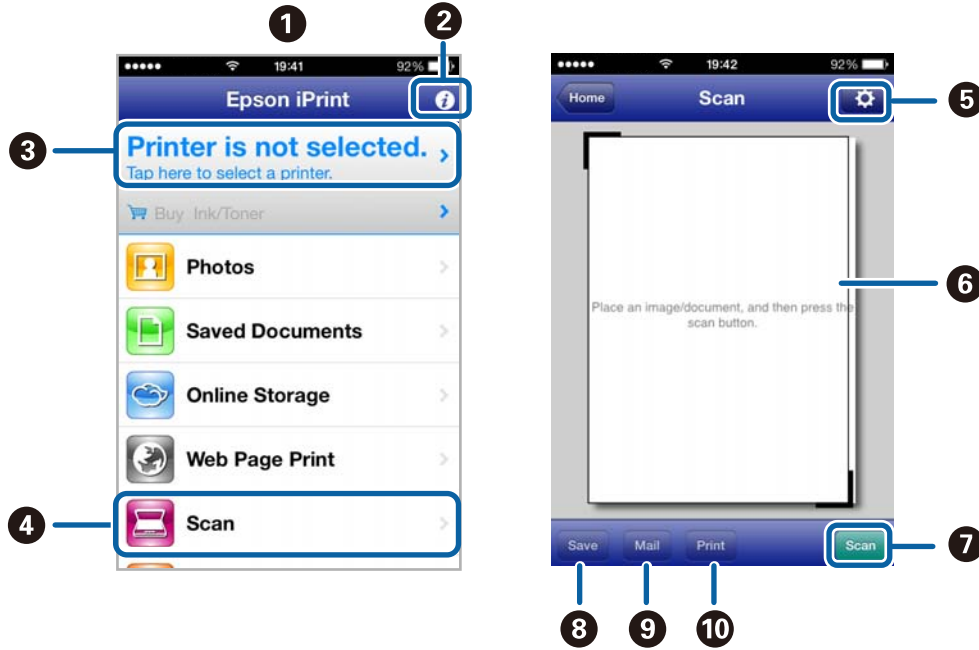 1
2
19:41
92%
Epson iPrint
i
3
Printer is not selected.
Tap here to select a printer.
Buy Ink/Toner
Photos
Saved Documents
Online Storage
Web Page Print
4
Scan
19:42
92%
Home
Scan
5
6
Place an image/document, and then press the
scan button.
Save
Mail
Print
Scan
7
8
9
10